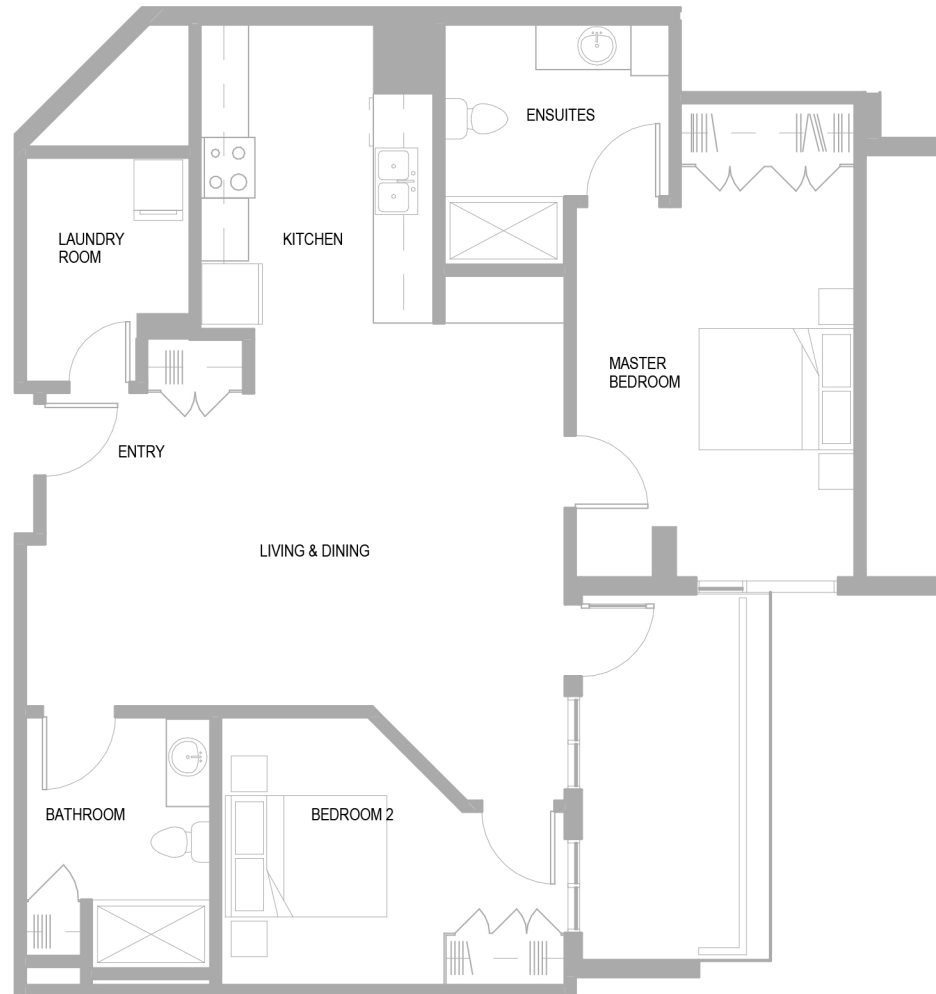 ENSUITES
LAUNDRY
ROOM
KITCHEN
MASTER
BEDROOM
ENTRY
LIVING & DINING
BATHROOM
BEDROOM 2